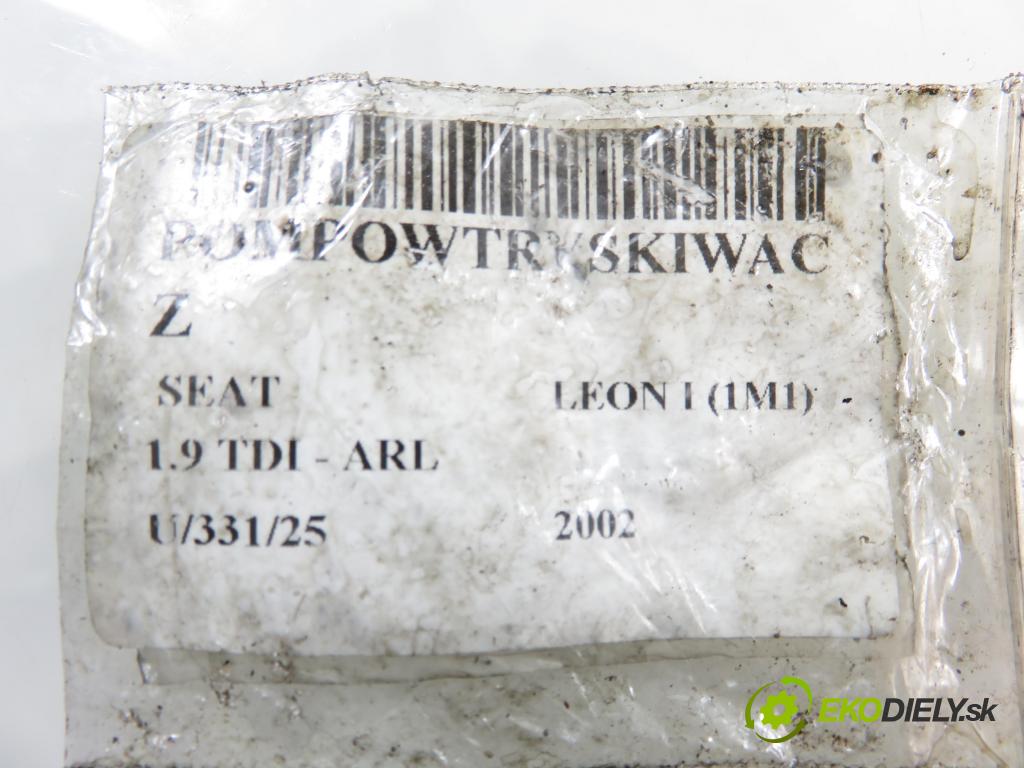 POMPOWTRYSKIWAC
Z
SEAT LEON I (1M1)
1.9 TDI - ARL
U/331/25 2002
EKODIELY.sk